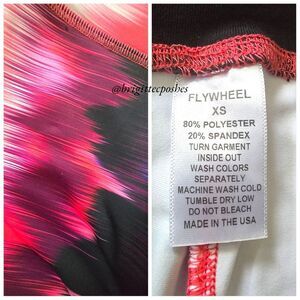 @brigittecposhes
FLYWHEEL
XS
80% POLYESTER
20% SPANDEX
TURN GARMENT
INSIDE OUT
WASH COLORS
SEPARATELY
MACHINE WASH COLD
TUMBLE DRY LOW
DO NOT BLEACH
MADE IN THE USA